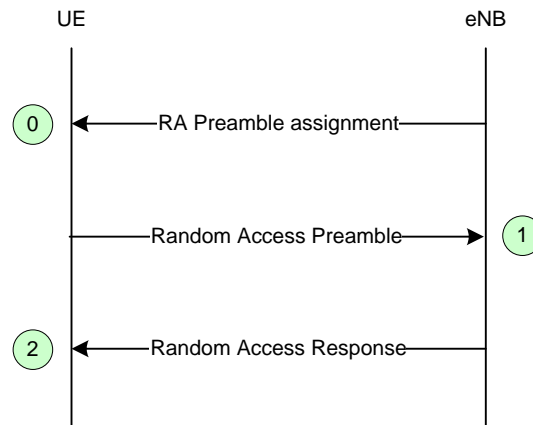 UE
eNB
0
RA Preamble assignment
Random Access Preamble
1
2
Random Access Response